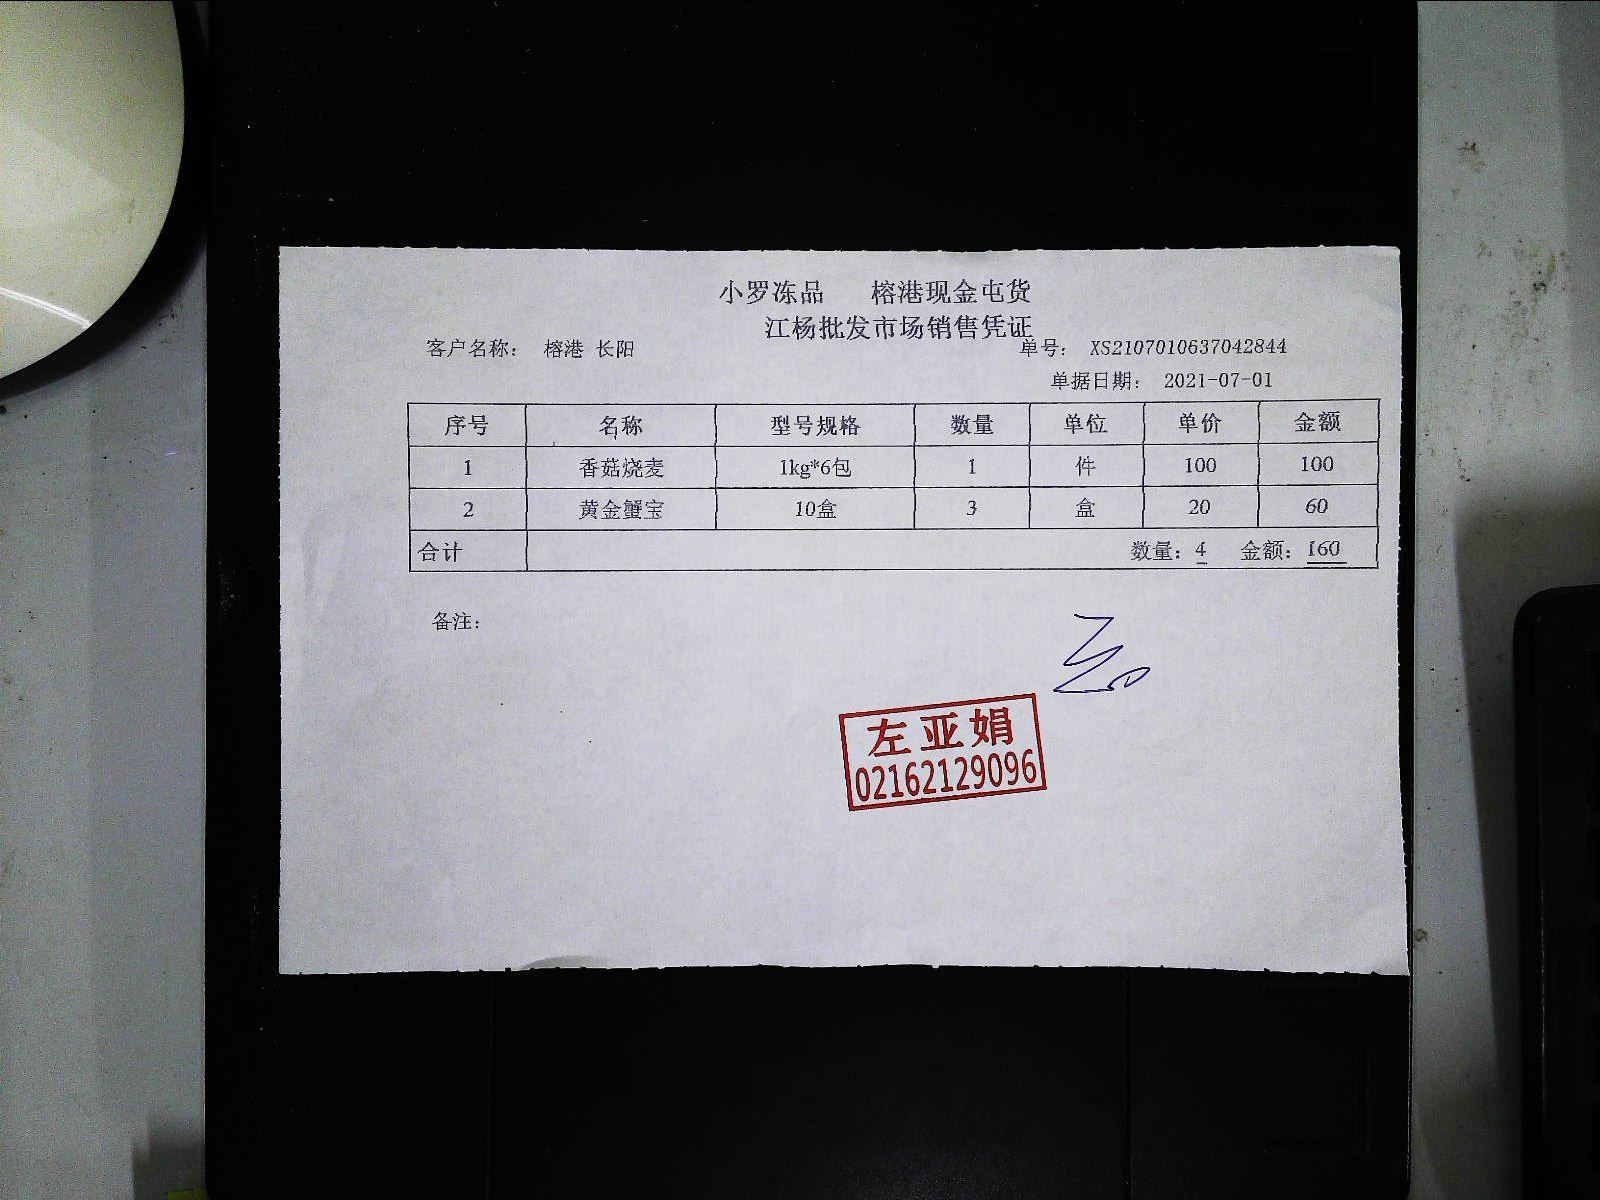 小罗冻品 榕港现金屯货
江杨批发市场销售凭证
客户名称： 榕港 长阳 单号： XS2107010637042844
单据日期： 2021-07-01
序号 名称 型号规格 数量 单位 单价 金额
1 香菇烧麦 1kg*6包 1 件 100 100
2 黄金蟹宝 10盒 3 盒 20 60
合计 数量：4 金额：160
备注：
左亚娟
02162129096